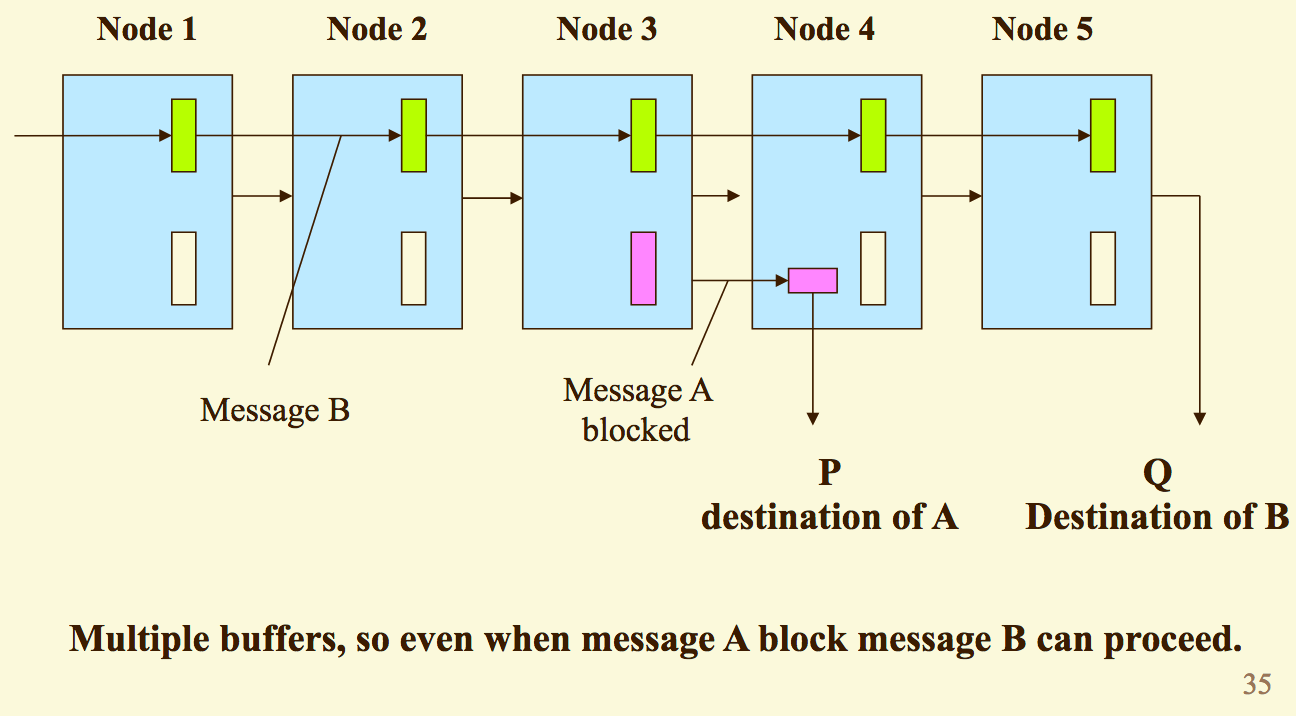 Node 1
Node 2
Node 3
Node 4
Node 5
Message B
Message A
blocked
P
destination of A
Q
Destination of B
Multiple buffers, so even when message A block message B can proceed.
35